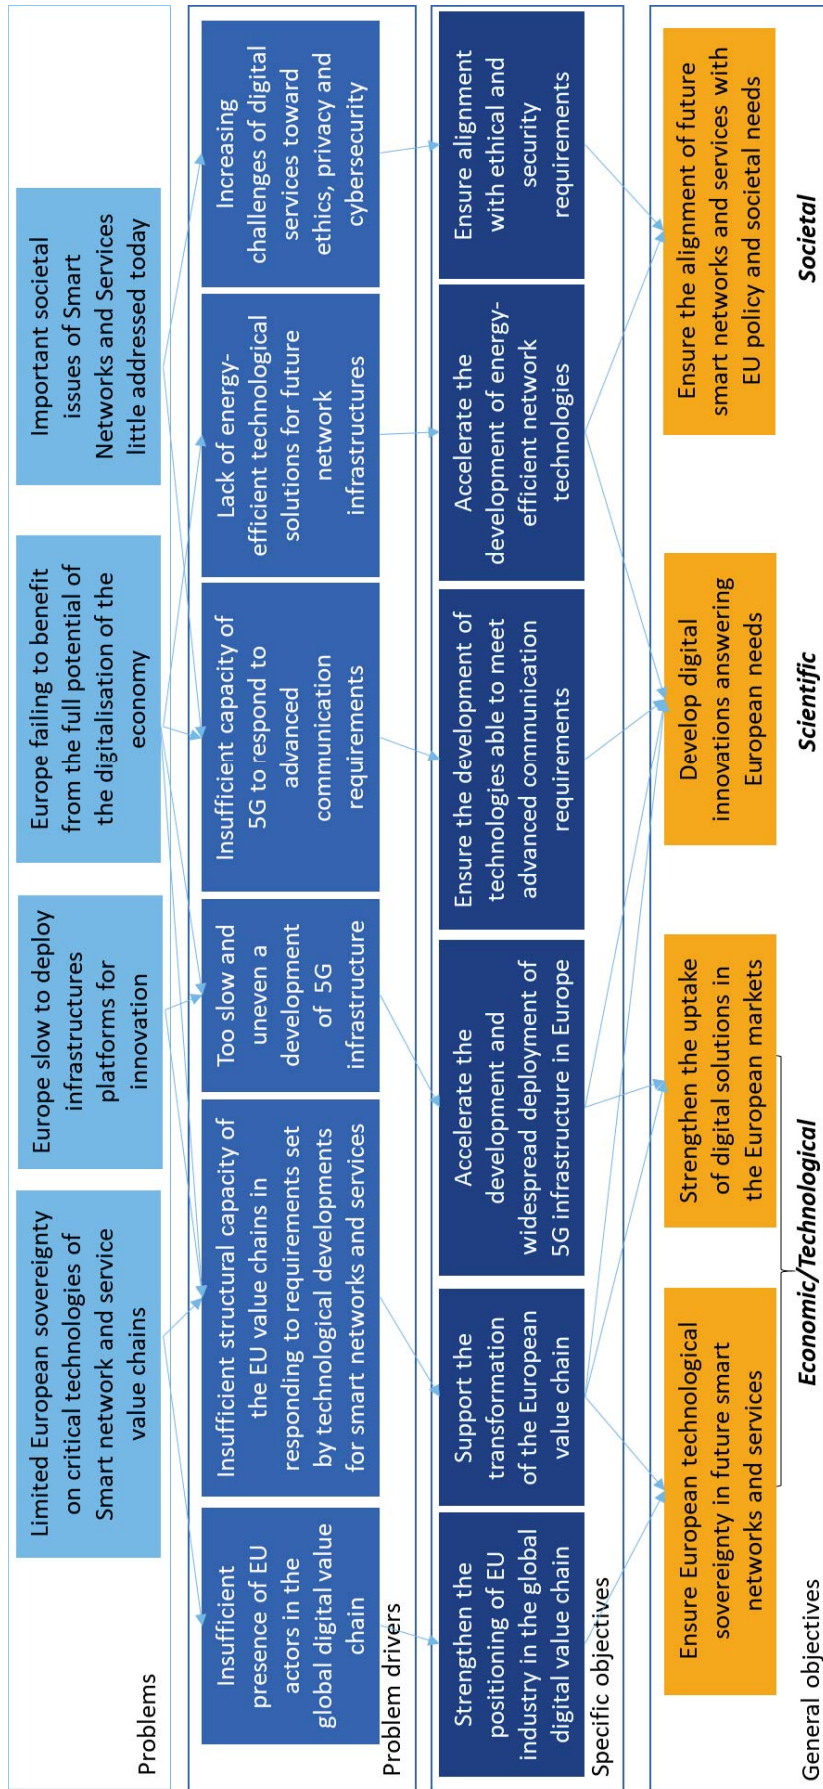 Problems
Limited European sovereignty
on critical technologies of
Smart network and service
value chains
Europe slow to deploy
infrastructures
platforms for
innovation
Europe failing to benefit
from the full potential of
the digitalisation of the
economy
Important societal
issues of Smart
Networks and Services
little addressed today
Problem drivers
Insufficient
presence of EU
actors in the
global digital value
chain
Insufficient structural capacity of
the EU value chains in
responding to requirements set
by technological developments
for smart networks and services
Too slow and
uneven a
development
of 5G
infrastructure
Insufficient capacity of
5G to respond to
advanced
communication
requirements
Lack of energy-
efficient technological
solutions for future
network
infrastructures
Increasing
challenges of digital
services toward
ethics, privacy and
cybersecurity
Specific objectives
Strengthen the
positioning of EU
industry in the global
digital value chain
Support the
transformation
of the European
value chain
Accelerate the
development and
widespread deployment of
5G infrastructure in Europe
Ensure the development of
technologies able to meet
advanced communication
requirements
Accelerate the
development of energy-
efficient network
technologies
Ensure alignment
with ethical and
security
requirements
General objectives
Ensure European technological
sovereignty in future smart
networks and services
Strengthen the uptake
of digital solutions in
the European markets
Develop digital
innovations answering
European needs
Ensure the alignment of future
smart networks and services with
EU policy and societal needs
Economic/Technological
Scientific
Societal